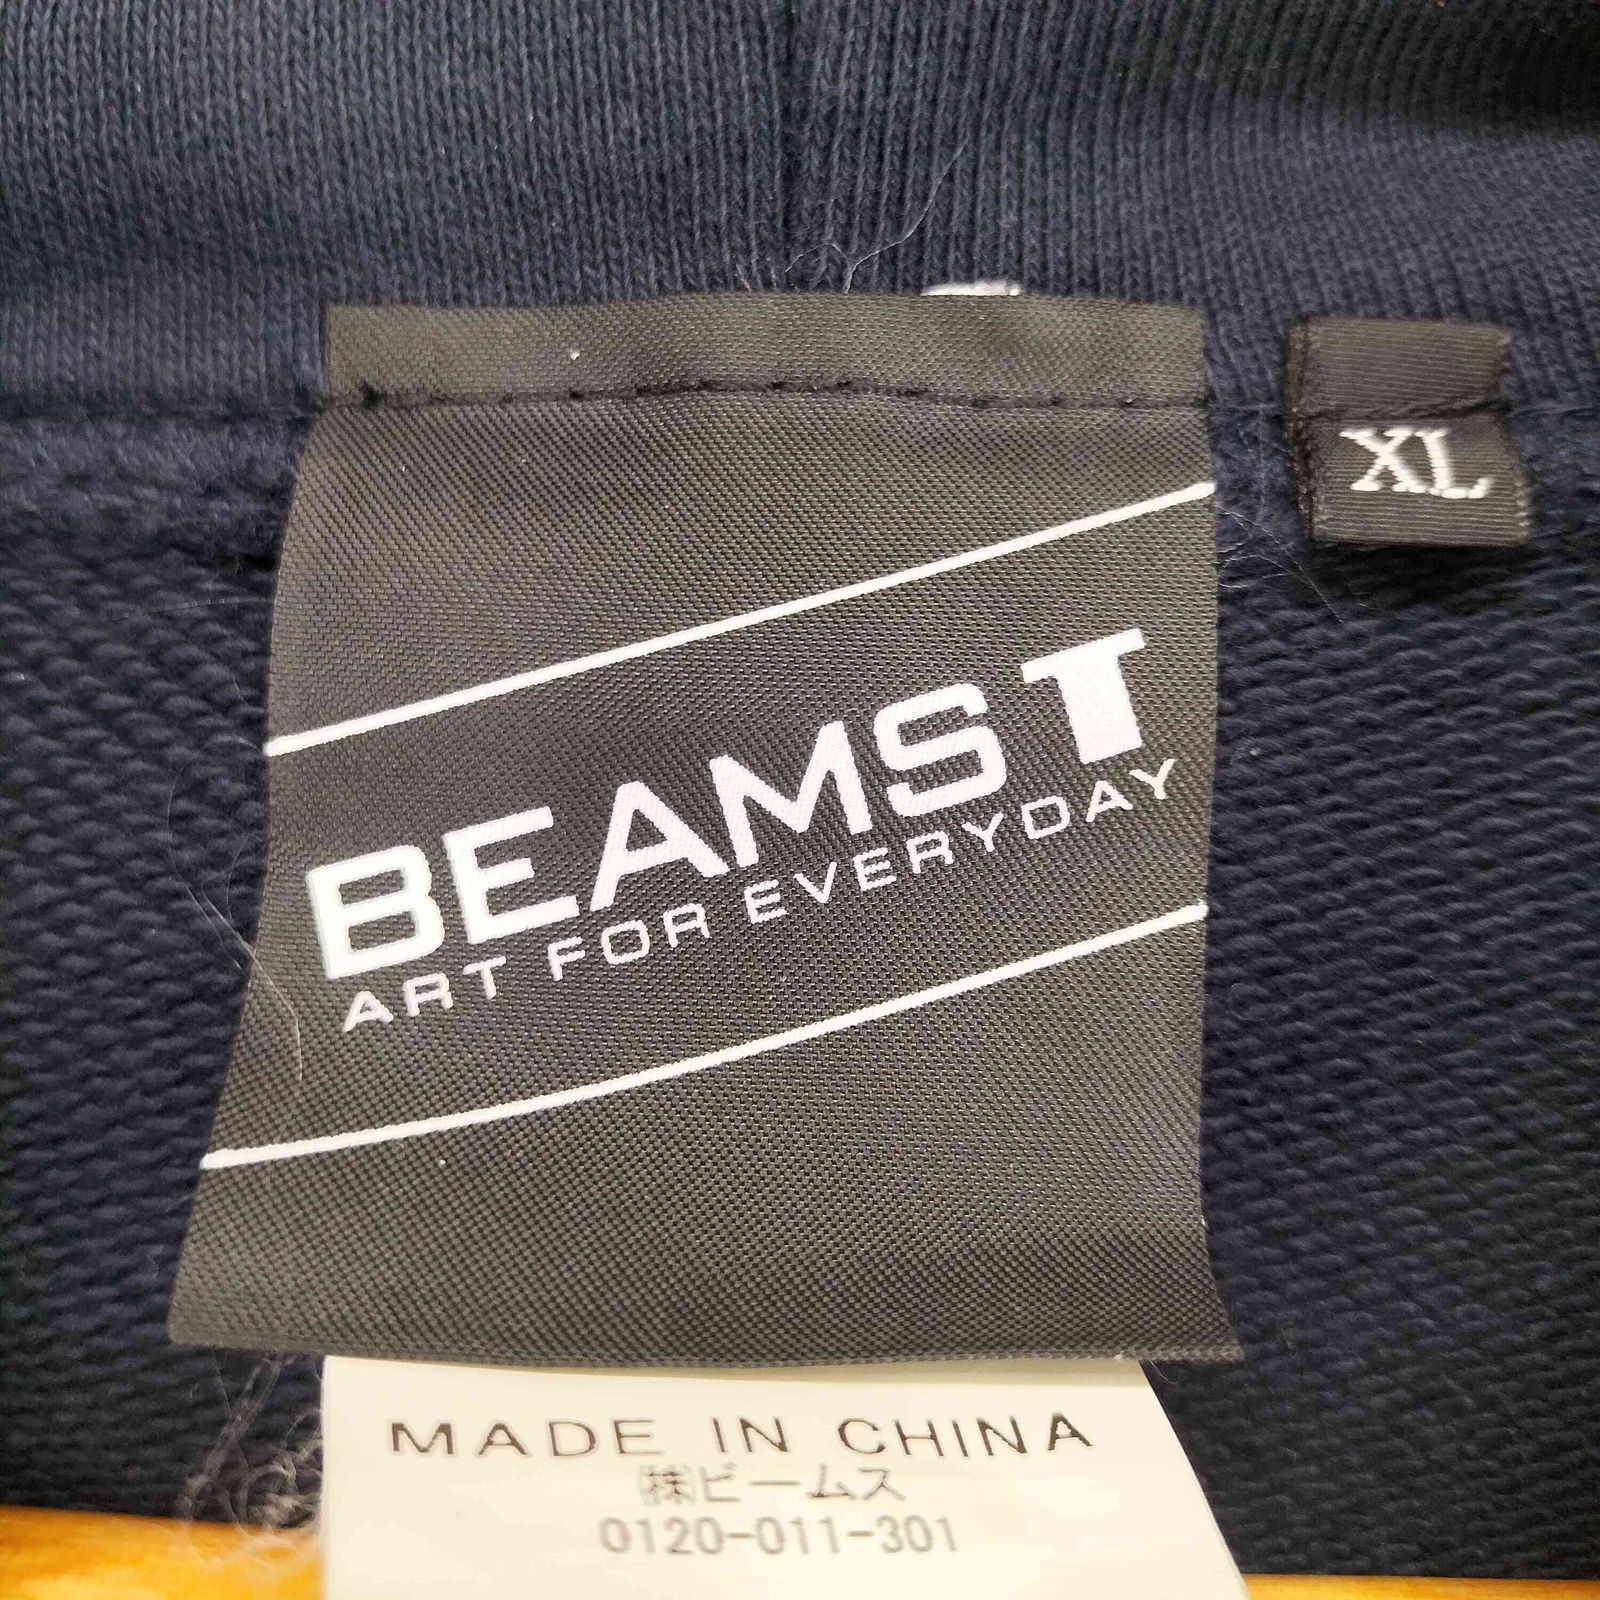 XL
BEAMS T
ART FOR EVERYDAY
MADE IN CHINA
㈱ビームス
0120-011-301